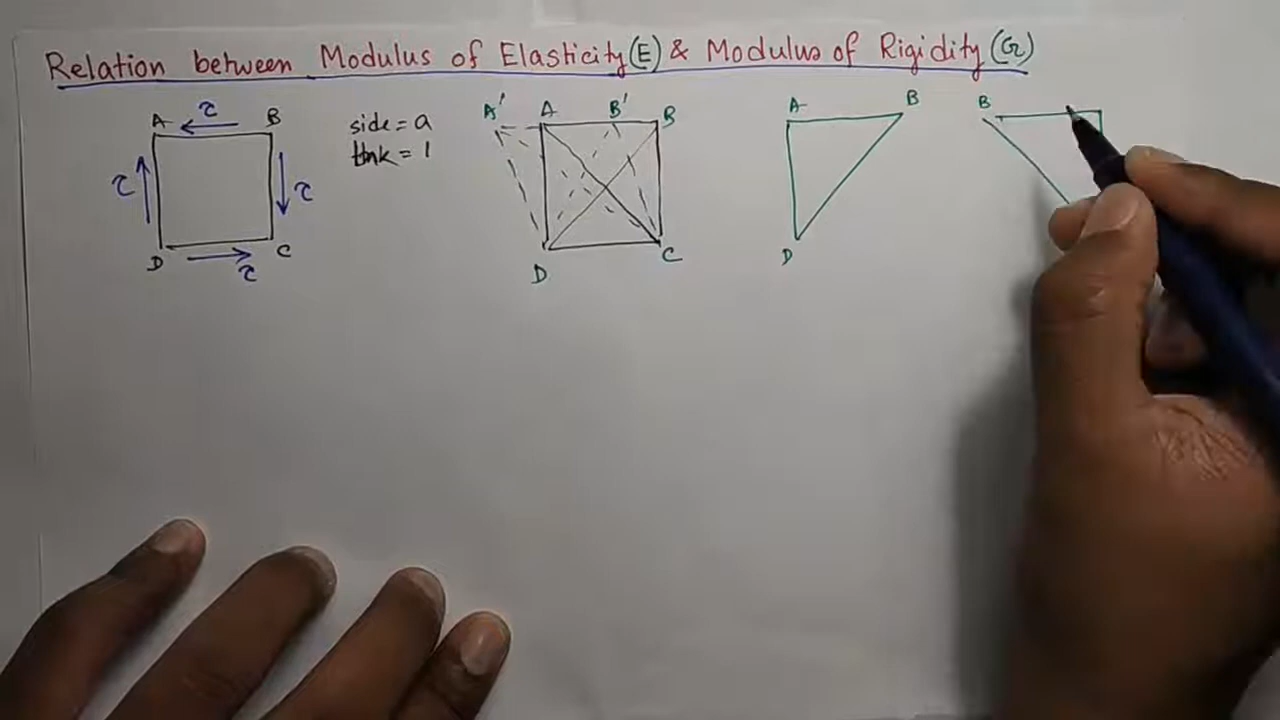 Relation between Modulus of Elasticity (E) & Modulus of Rigidity (G)
A τ B
τ τ
D τ C
side = a
thk = 1
A' A B' B
D C
A B
D
B